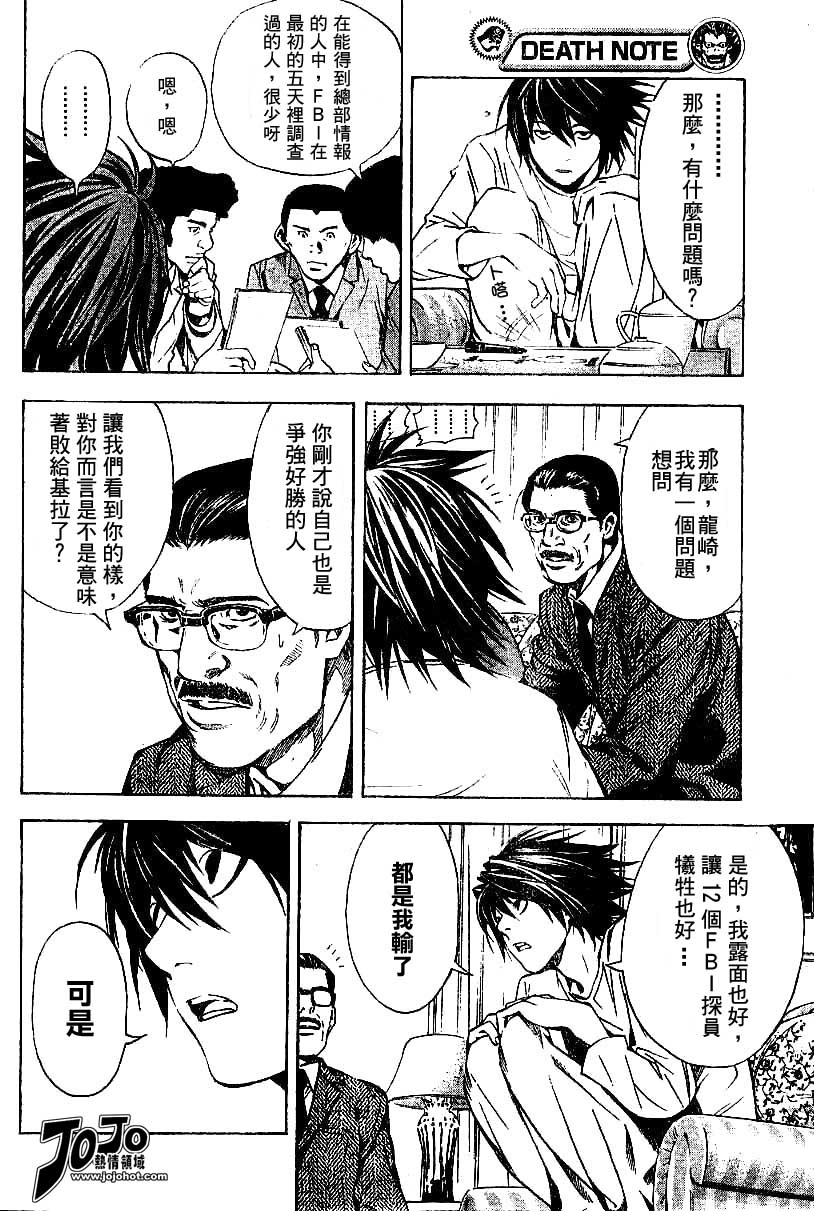 DEATH NOTE
…………
那麼，有什麼問題嗎？
卜嗒…
在能得到總部情報
的人中，FBI在
最初的五天裡調查
過的人，很少呀
嗯，嗯
………
那麼，龍崎，
我有一個問題
想問
………
………
你剛才說自己也是
爭強好勝的人
讓我們看到你的樣，
對你而言是不是意味
著敗給基拉了？
是的，我露面也好，
讓12個FBI探員
犧牲也好…
都是我輸了
可是
JOJO
熱情領域
www.jojohot.com